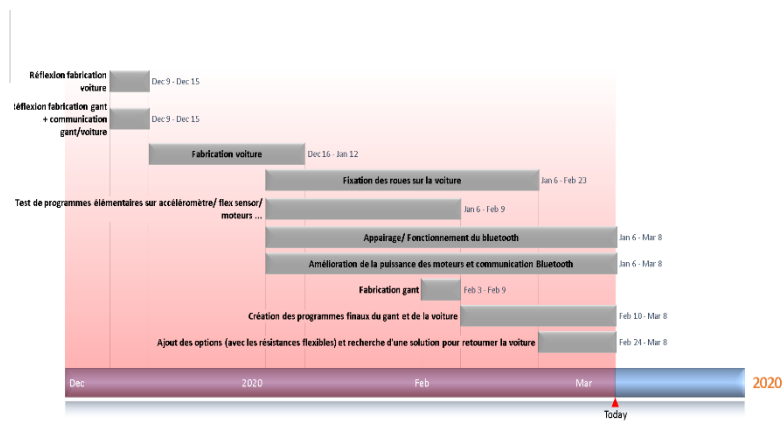 Réflexion fabrication
voiture
Dec 9 - Dec 15
Réflexion fabrication gant
+ communication
gant/voiture
Dec 9 - Dec 15
Fabrication voiture
Dec 16 - Jan 12
Fixation des roues sur la voiture
Jan 6 - Feb 23
Test de programmes élémentaires sur accéléromètre/ flex sensor/
moteurs ...
Jan 6 - Feb 9
Appairage/ Fonctionnement du bluetooth
Jan 6 - Mar 8
Amélioration de la puissance des moteurs et communication Bluetooth
Jan 6 - Mar 8
Fabrication gant
Feb 3 - Feb 9
Création des programmes finaux du gant et de la voiture
Feb 10 - Mar 8
Ajout des options (avec les résistances flexibles) et recherche d'une solution pour retourner la voiture
Feb 24 - Mar 8
Dec 2020 Feb Mar 2020
Today